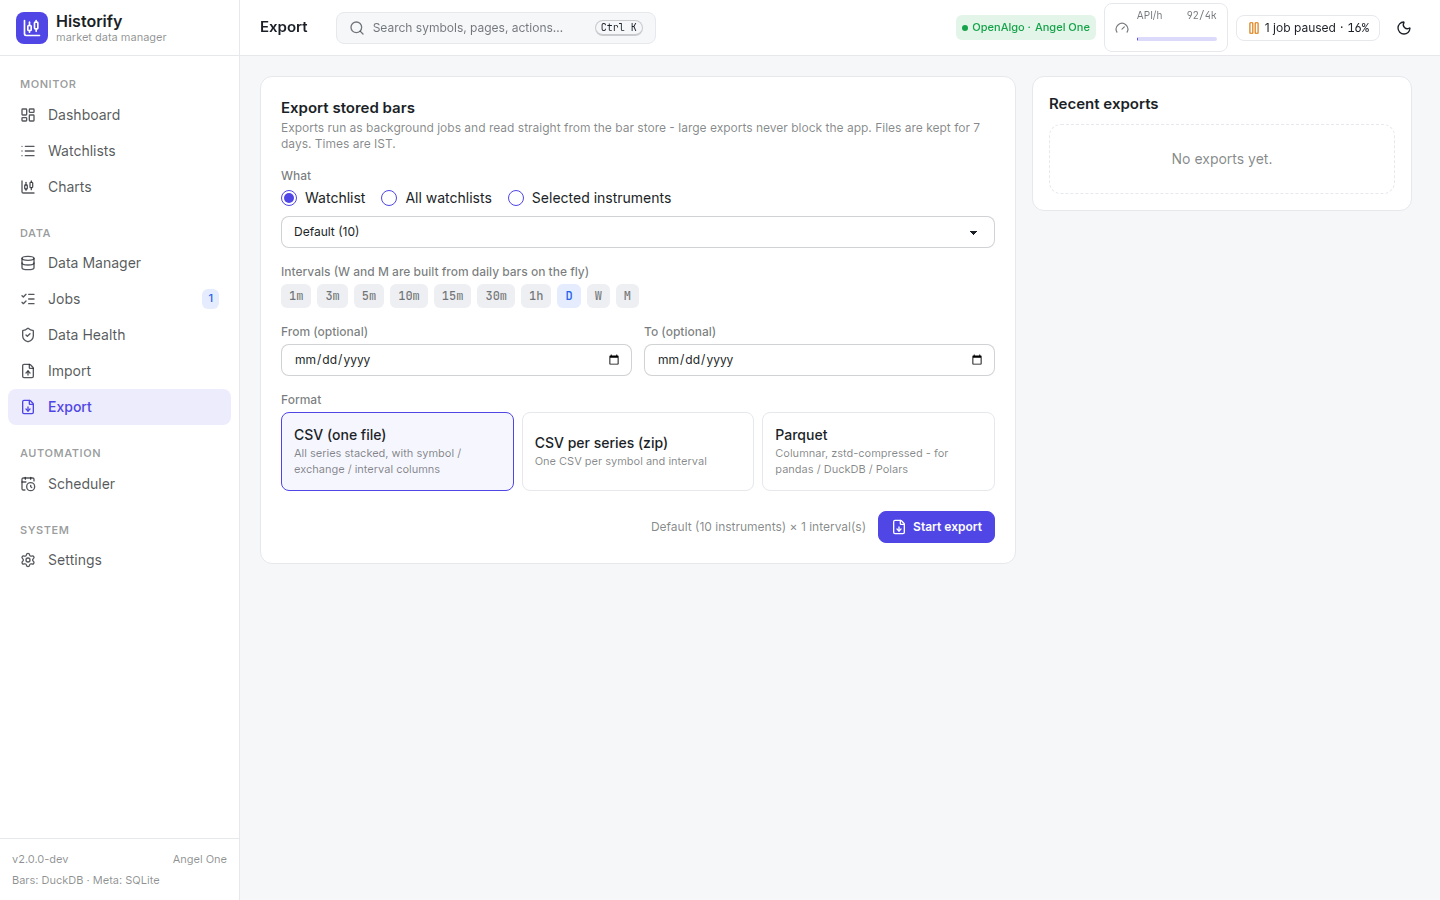 Historify
market data manager
Export
Search symbols, pages, actions...
Ctrl K
OpenAlgo · Angel One
API/h 92/4k
1 job paused · 16%
MONITOR
Dashboard
Watchlists
Charts
DATA
Data Manager
Jobs 1
Data Health
Import
Export
AUTOMATION
Scheduler
SYSTEM
Settings
v2.0.0-dev Angel One
Bars: DuckDB · Meta: SQLite
Export stored bars
Exports run as background jobs and read straight from the bar store - large exports never block the app. Files are kept for 7
days. Times are IST.
What
Watchlist All watchlists Selected instruments
Default (10)
Intervals (W and M are built from daily bars on the fly)
1m 3m 5m 10m 15m 30m 1h D W M
From (optional) To (optional)
mm/dd/yyyy mm/dd/yyyy
Format
CSV (one file)
All series stacked, with symbol /
exchange / interval columns
CSV per series (zip)
One CSV per symbol and interval
Parquet
Columnar, zstd-compressed - for
pandas / DuckDB / Polars
Default (10 instruments) × 1 interval(s)
Start export
Recent exports
No exports yet.